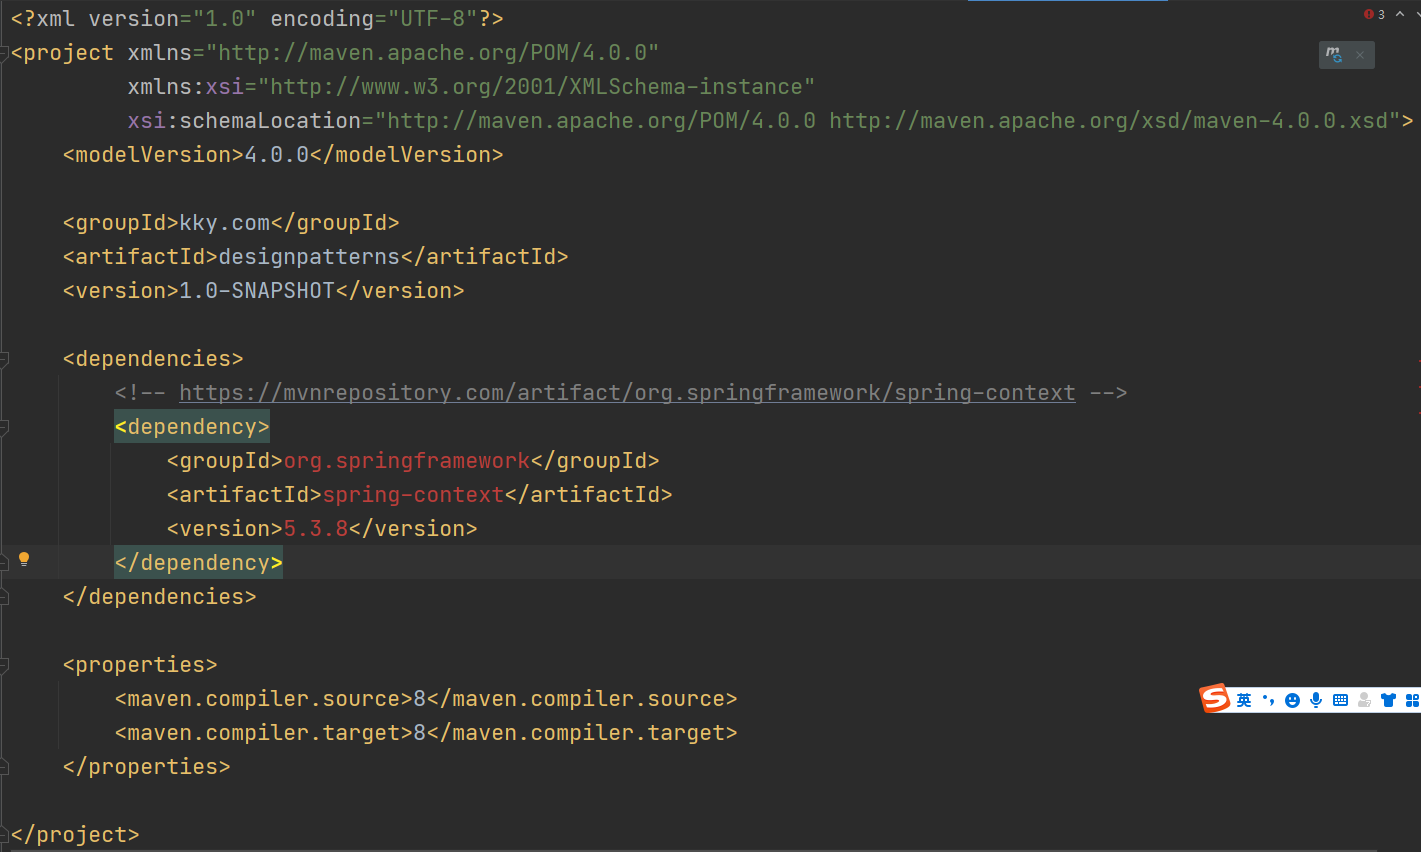 <?xml version="1.0" encoding="UTF-8"?>
3
<project xmlns="http://maven.apache.org/POM/4.0.0"
         xmlns:xsi="http://www.w3.org/2001/XMLSchema-instance"
         xsi:schemaLocation="http://maven.apache.org/POM/4.0.0 http://maven.apache.org/xsd/maven-4.0.0.xsd">
    <modelVersion>4.0.0</modelVersion>
    <groupId>kky.com</groupId>
    <artifactId>designpatterns</artifactId>
    <version>1.0-SNAPSHOT</version>
    <dependencies>
        <!-- https://mvnrepository.com/artifact/org.springframework/spring-context -->
        <dependency>
            <groupId>org.springframework</groupId>
            <artifactId>spring-context</artifactId>
            <version>5.3.8</version>
        </dependency>
    </dependencies>
    <properties>
        <maven.compiler.source>8</maven.compiler.source>
英
        <maven.compiler.target>8</maven.compiler.target>
    </properties>
</project>